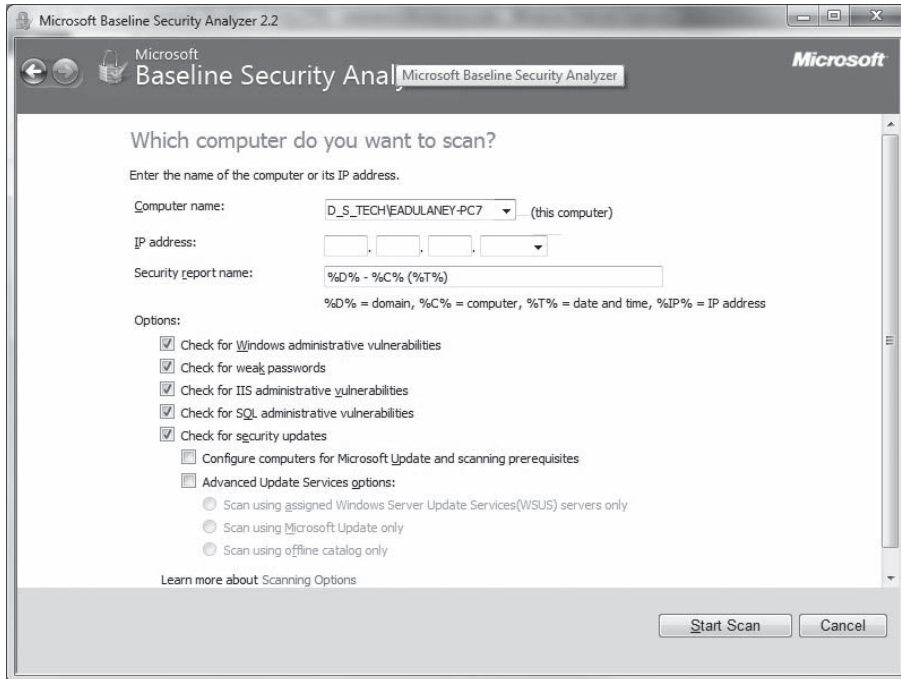 Microsoft Baseline Security Analyzer 2.2
Microsoft
Baseline Security Anal
Microsoft Baseline Security Analyzer
Microsoft
Which computer do you want to scan?
Enter the name of the computer or its IP address.
Computer name:
D_S_TECH\EADULANEY-PC7
(this computer)
IP address:
Security report name:
%D% - %C% (%T%)
%D% = domain, %C% = computer, %T% = date and time, %IP% = IP address
Options:
Check for Windows administrative vulnerabilities
Check for weak passwords
Check for IIS administrative vulnerabilities
Check for SQL administrative vulnerabilities
Check for security updates
Configure computers for Microsoft Update and scanning prerequisites
Advanced Update Services options:
Scan using assigned Windows Server Update Services(WSUS) servers only
Scan using Microsoft Update only
Scan using offline catalog only
Learn more about Scanning Options
Start Scan
Cancel